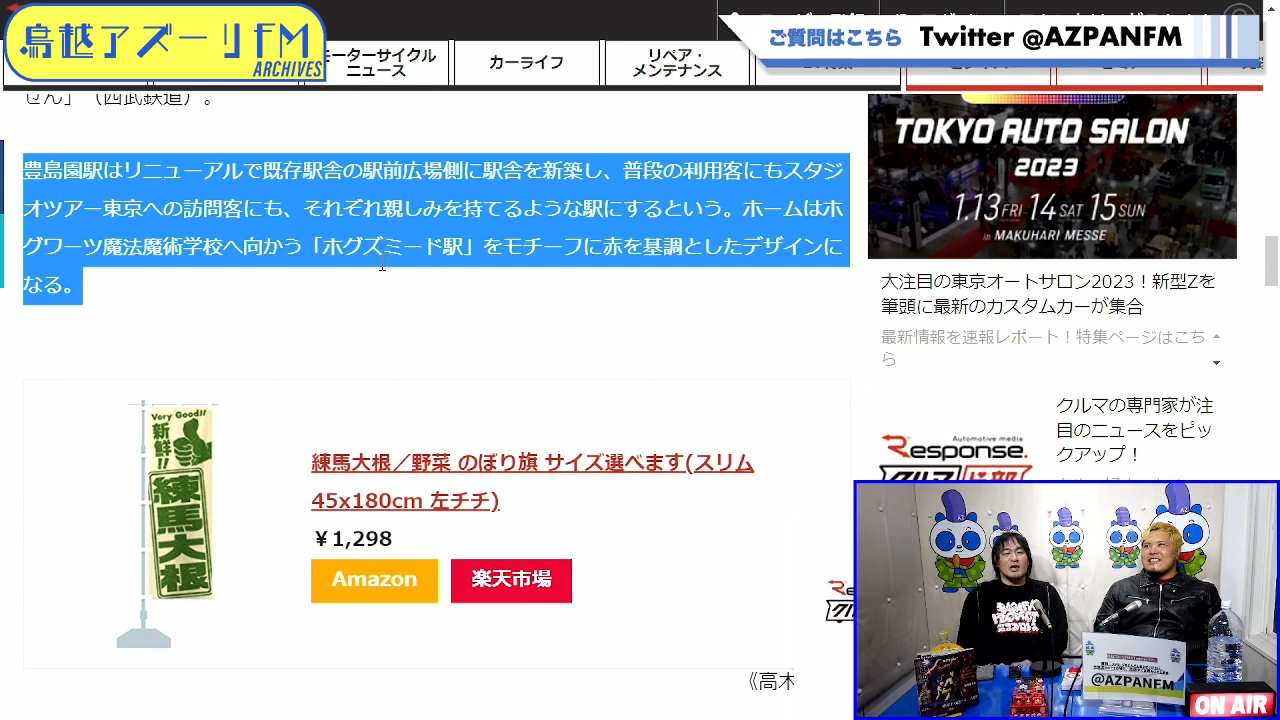 鳥越アズーリFM
ARCHIVES
ご質問はこちら Twitter @AZPANFM
モーターサイクル
ニュース
カーライフ
リペア・
メンテナンス
せん」(西武鉄道)。
豊島園駅はリニューアルで既存駅舎の駅前広場側に駅舎を新築し、普段の利用客にもスタジ
オツアー東京への訪問客にも、それぞれ親しみを持てるような駅にするという。ホームはホ
グワーツ魔法魔術学校へ向かう「ホグズミード駅」をモチーフに赤を基調としたデザインに
なる。
Very Good!!
新鮮!!
練馬大根
練馬大根／野菜 のぼり旗 サイズ選べます(スリム
45x180cm 左チチ)
￥1,298
Amazon
楽天市場
《高木
TOKYO AUTO SALON
2023
1.13FRI-14SAT 15SUN
in MAKUHARI MESSE
大注目の東京オートサロン2023！新型Zを
筆頭に最新のカスタムカーが集合
最新情報を速報レポート！特集ページはこち
ら
クルマの専門家が注
目のニュースをピッ
クアップ！
Automotive media
Response.
@AZPANFM
ON AIR